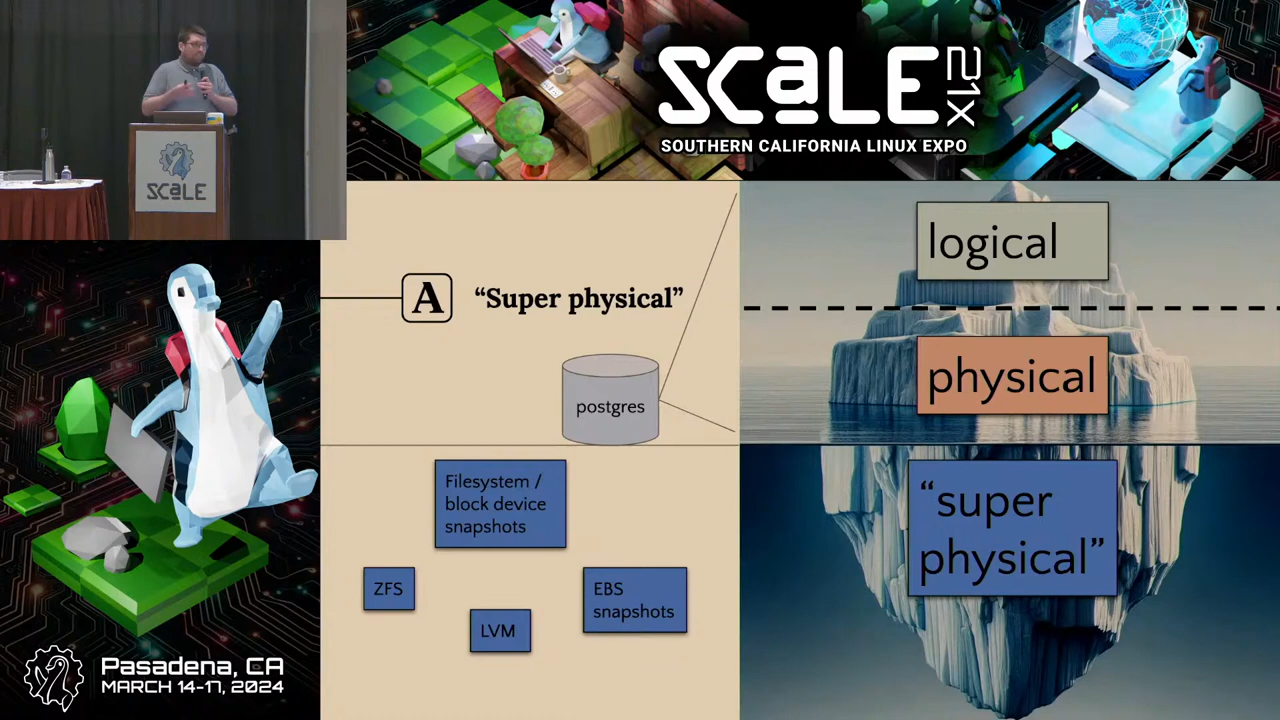 SCaLE
21X
SOUTHERN CALIFORNIA LINUX EXPO
SCaLE
A
“Super physical”
postgres
Filesystem /
block device
snapshots
ZFS
LVM
EBS
snapshots
logical
physical
“super
physical”
Pasadena, CA
MARCH 14-17, 2024